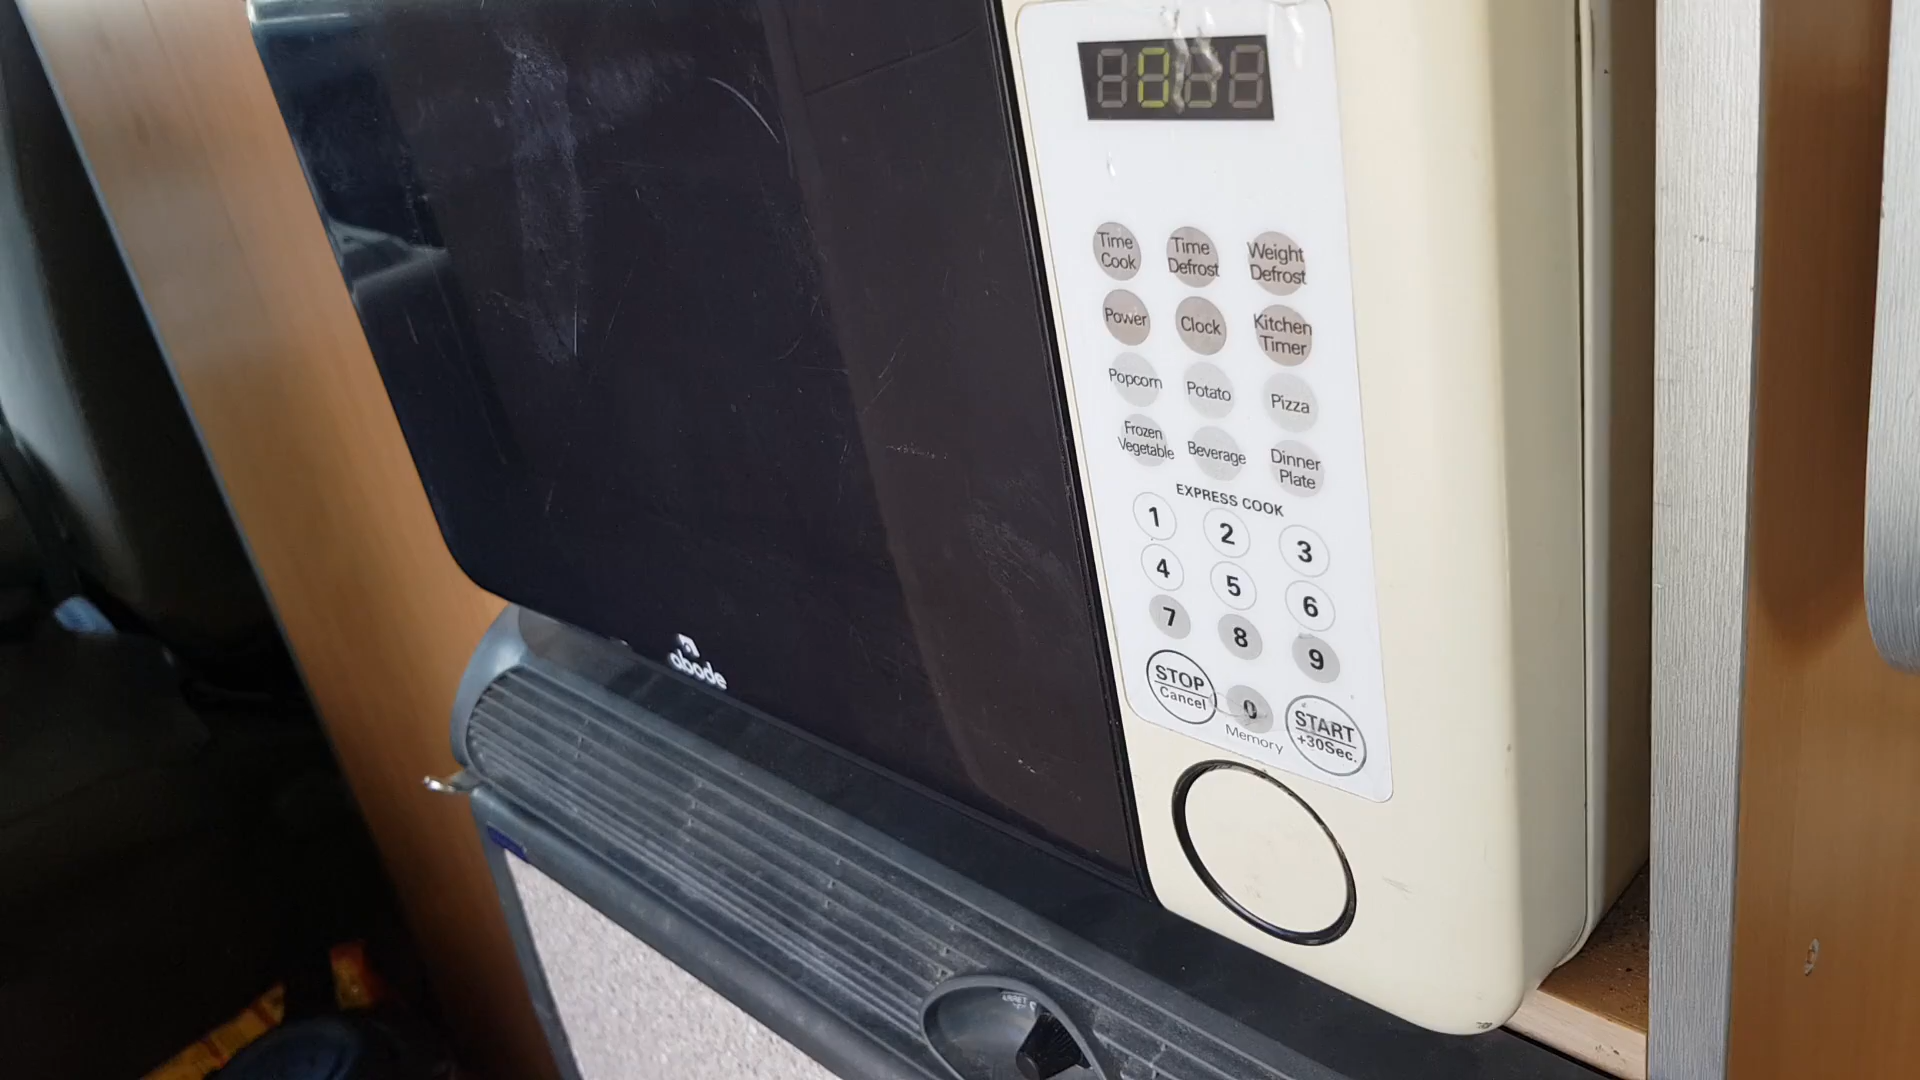 Time
Cook
Time
Defrost
Weight
Defrost
Power
Clock
Kitchen
Timer
Popcorn
Potato
Pizza
Frozen
Vegetable
Beverage
Dinner
Plate
EXPRESS COOK
1
2
3
4
5
6
7
8
9
STOP
Cancel
0
Memory
START
+30Sec.
abode